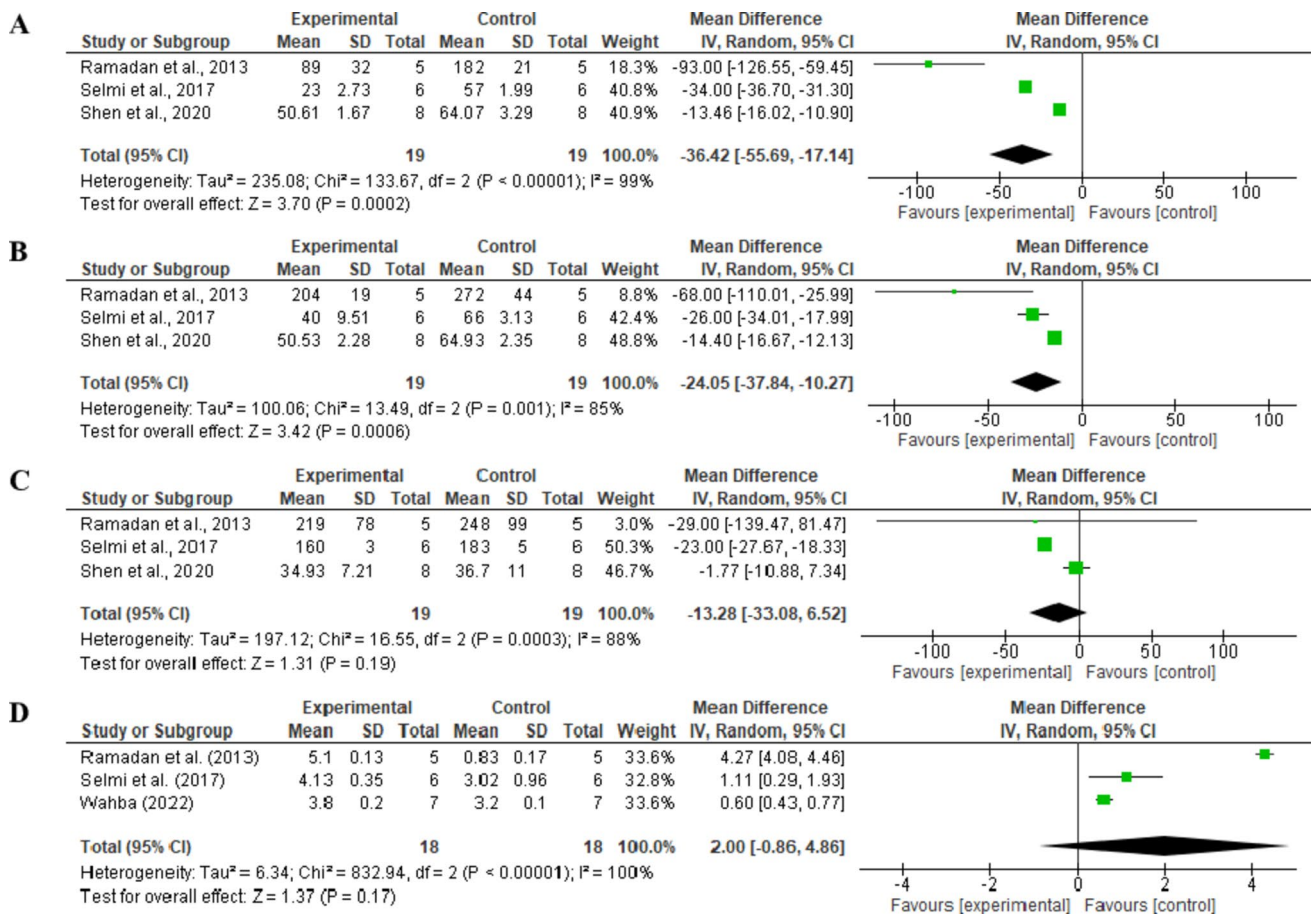 A
Experimental Control Mean Difference Mean Difference
Study or Subgroup Mean SD Total Mean SD Total Weight IV, Random, 95% CI IV, Random, 95% CI
Ramadan et al., 2013 89 32 5 182 21 5 18.3% -93.00 [-126.55, -59.45]
Selmi et al., 2017 23 2.73 6 57 1.99 6 40.8% -34.00 [-36.70, -31.30]
Shen et al., 2020 50.61 1.67 8 64.07 3.29 8 40.9% -13.46 [-16.02, -10.90]
Total (95% CI) 19 19 100.0% -36.42 [-55.69, -17.14]
Heterogeneity: Tau² = 235.08; Chi² = 133.67, df = 2 (P < 0.00001); I² = 99%
Test for overall effect: Z = 3.70 (P = 0.0002)
-100 -50 0 50 100
Favours [experimental] Favours [control]
B
Experimental Control Mean Difference Mean Difference
Study or Subgroup Mean SD Total Mean SD Total Weight IV, Random, 95% CI IV, Random, 95% CI
Ramadan et al., 2013 204 19 5 272 44 5 8.8% -68.00 [-110.01, -25.99]
Selmi et al., 2017 40 9.51 6 66 3.13 6 42.4% -26.00 [-34.01, -17.99]
Shen et al., 2020 50.53 2.28 8 64.93 2.35 8 48.8% -14.40 [-16.67, -12.13]
Total (95% CI) 19 19 100.0% -24.05 [-37.84, -10.27]
Heterogeneity: Tau² = 100.06; Chi² = 13.49, df = 2 (P = 0.001); I² = 85%
Test for overall effect: Z = 3.42 (P = 0.0006)
-100 -50 0 50 100
Favours [experimental] Favours [control]
C
Experimental Control Mean Difference Mean Difference
Study or Subgroup Mean SD Total Mean SD Total Weight IV, Random, 95% CI IV, Random, 95% CI
Ramadan et al., 2013 219 78 5 248 99 5 3.0% -29.00 [-139.47, 81.47]
Selmi et al., 2017 160 3 6 183 5 6 50.3% -23.00 [-27.67, -18.33]
Shen et al., 2020 34.93 7.21 8 36.7 11 8 46.7% -1.77 [-10.88, 7.34]
Total (95% CI) 19 19 100.0% -13.28 [-33.08, 6.52]
Heterogeneity: Tau² = 197.12; Chi² = 16.55, df = 2 (P = 0.0003); I² = 88%
Test for overall effect: Z = 1.31 (P = 0.19)
-100 -50 0 50 100
Favours [experimental] Favours [control]
D
Experimental Control Mean Difference Mean Difference
Study or Subgroup Mean SD Total Mean SD Total Weight IV, Random, 95% CI IV, Random, 95% CI
Ramadan et al. (2013) 5.1 0.13 5 0.83 0.17 5 33.6% 4.27 [4.08, 4.46]
Selmi et al. (2017) 4.13 0.35 6 3.02 0.96 6 32.8% 1.11 [0.29, 1.93]
Wahba (2022) 3.8 0.2 7 3.2 0.1 7 33.6% 0.60 [0.43, 0.77]
Total (95% CI) 18 18 100.0% 2.00 [-0.86, 4.86]
Heterogeneity: Tau² = 6.34; Chi² = 832.94, df = 2 (P < 0.00001); I² = 100%
Test for overall effect: Z = 1.37 (P = 0.17)
-4 -2 0 2 4
Favours [experimental] Favours [control]